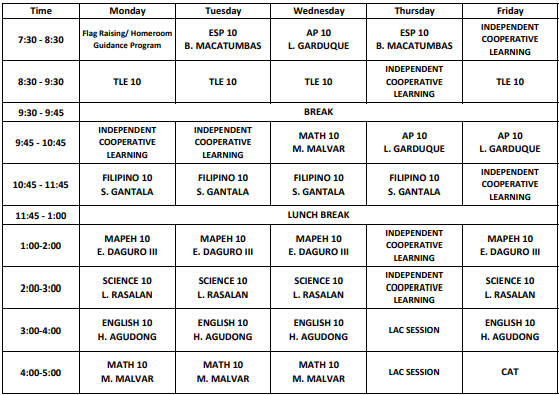 Time Monday Tuesday Wednesday Thursday Friday
7:30 - 8:30
Flag Raising/ Homeroom
Guidance Program
ESP 10
B. MACATUMBAS
AP 10
L. GARDUQUE
ESP 10
B. MACATUMBAS
INDEPENDENT
COOPERATIVE
LEARNING
8:30 - 9:30
TLE 10
TLE 10
TLE 10
INDEPENDENT
COOPERATIVE
LEARNING
TLE 10
9:30 - 9:45
BREAK
9:45 - 10:45
INDEPENDENT
COOPERATIVE
LEARNING
INDEPENDENT
COOPERATIVE
LEARNING
MATH 10
M. MALVAR
AP 10
L. GARDUQUE
AP 10
L. GARDUQUE
10:45 - 11:45
FILIPINO 10
S. GANTALA
FILIPINO 10
S. GANTALA
FILIPINO 10
S. GANTALA
FILIPINO 10
S. GANTALA
INDEPENDENT
COOPERATIVE
LEARNING
11:45 - 1:00
LUNCH BREAK
1:00-2:00
MAPEH 10
E. DAGURO III
MAPEH 10
E. DAGURO III
MAPEH 10
E. DAGURO III
INDEPENDENT
COOPERATIVE
LEARNING
MAPEH 10
E. DAGURO III
2:00-3:00
SCIENCE 10
L. RASALAN
SCIENCE 10
L. RASALAN
SCIENCE 10
L. RASALAN
INDEPENDENT
COOPERATIVE
LEARNING
SCIENCE 10
L. RASALAN
3:00-4:00
ENGLISH 10
H. AGUDONG
ENGLISH 10
H. AGUDONG
ENGLISH 10
H. AGUDONG
LAC SESSION
ENGLISH 10
H. AGUDONG
4:00-5:00
MATH 10
M. MALVAR
MATH 10
M. MALVAR
MATH 10
M. MALVAR
LAC SESSION
CAT